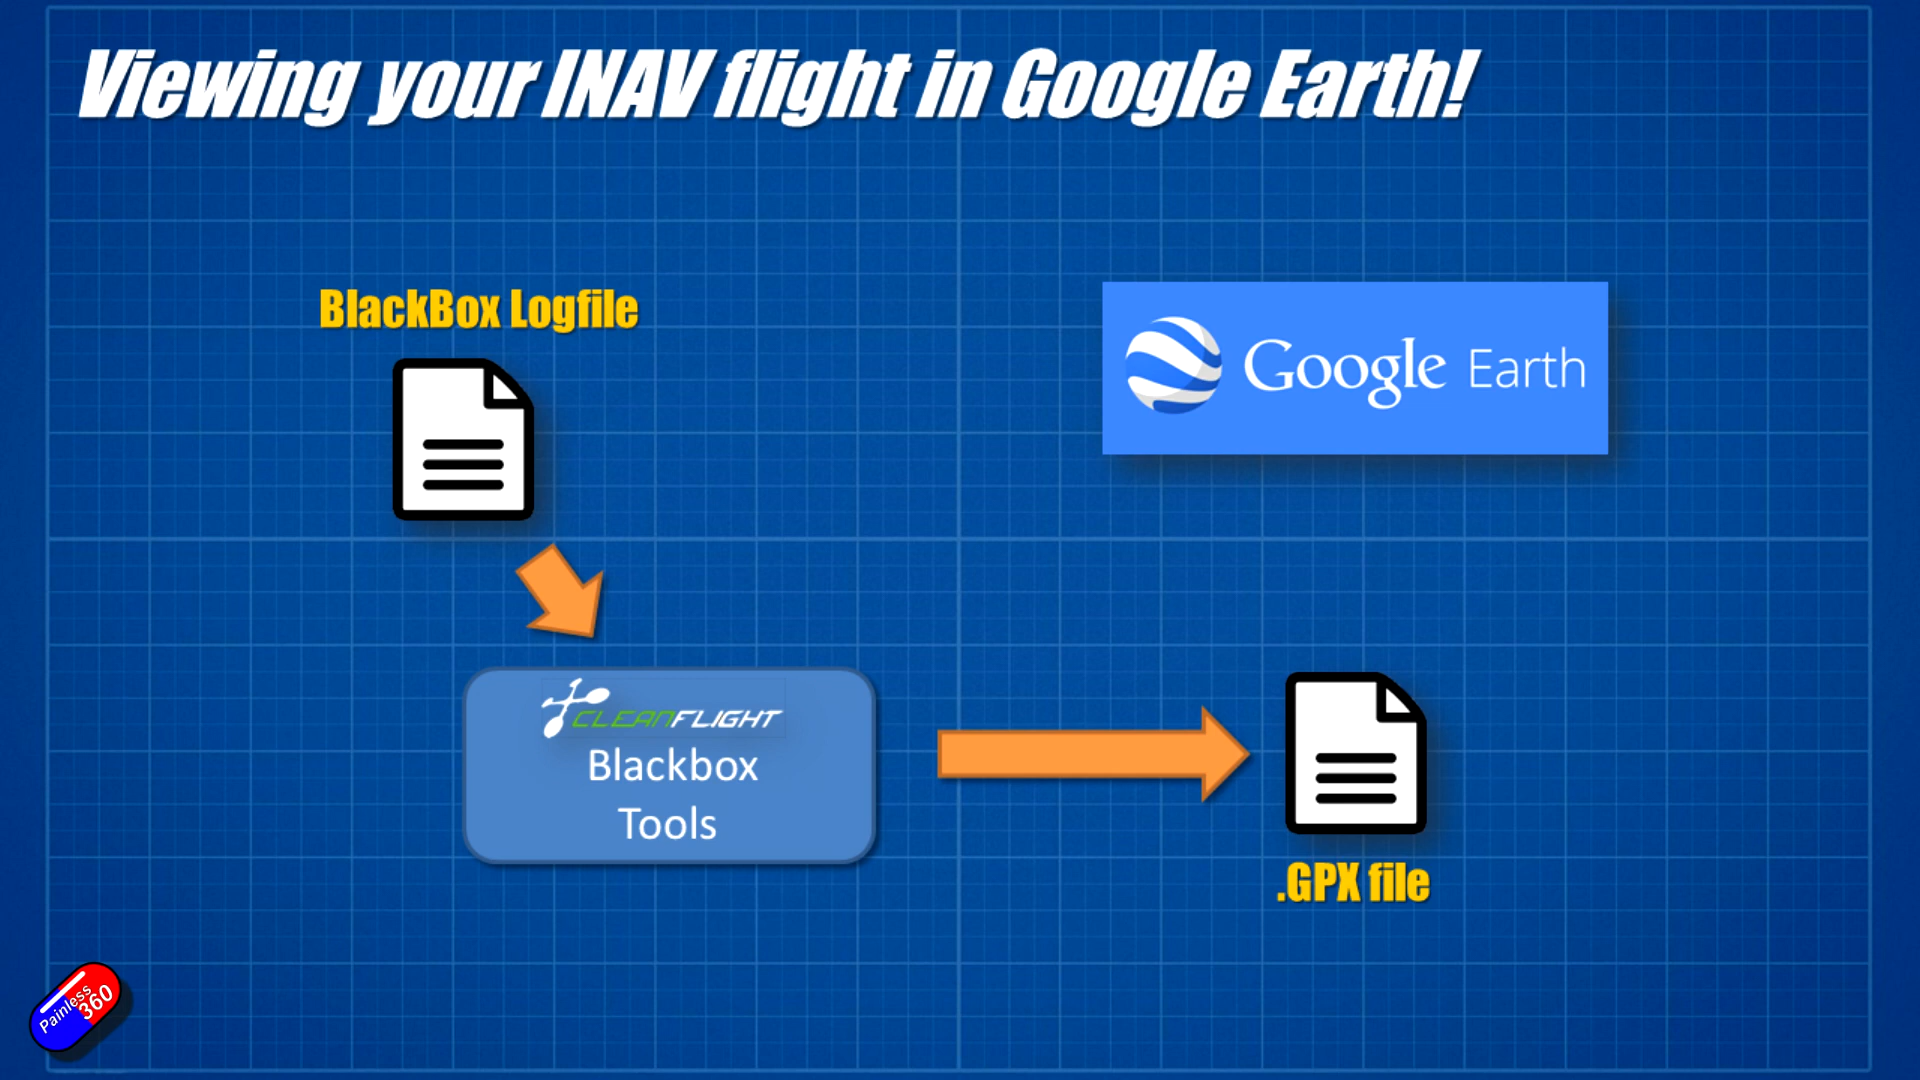 Viewing your INAV flight in Google Earth!
BlackBox Logfile
Google Earth
CLEANFLIGHT
Blackbox
Tools
.GPX file
Painless
360